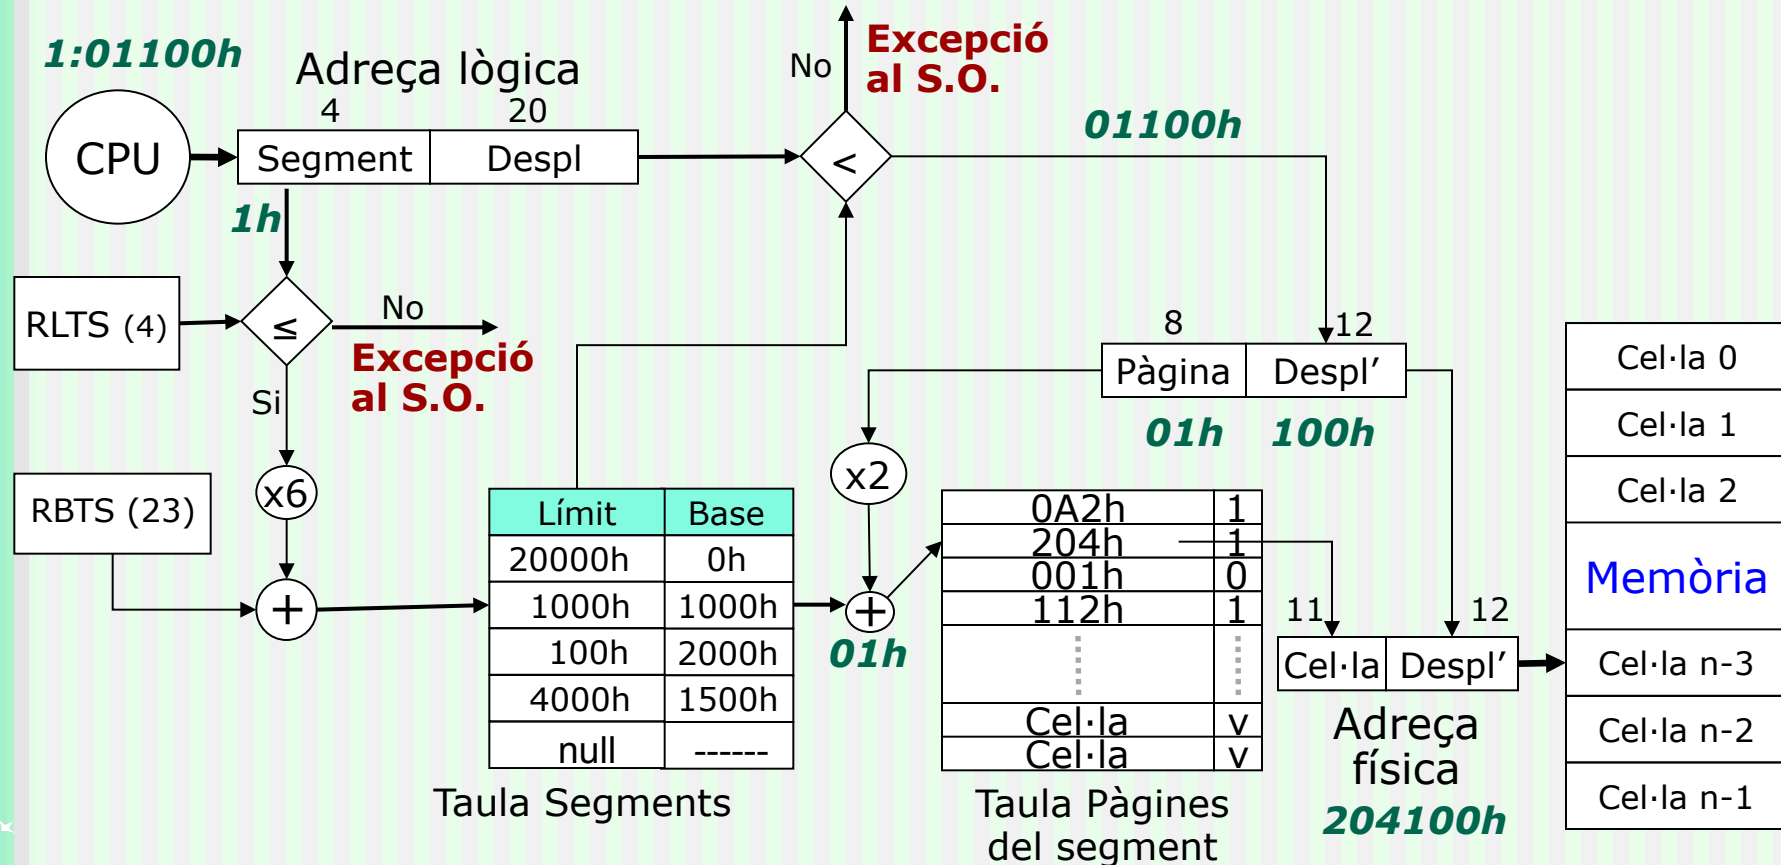 1:01100h
Adreça lògica
4 20
CPU
Segment Despl
1h
<
No
Excepció
al S.O.
01100h
RLTS (4)
≤
No
Excepció
al S.O.
Si
8 12
Pàgina Despl’
01h 100h
x2
x6
RBTS (23)
+
Límit Base
20000h 0h
1000h 1000h
100h 2000h
4000h 1500h
null ------
Taula Segments
+
01h
0A2h 1
204h 1
001h 0
112h 1
Cel·la v
Cel·la v
Taula Pàgines
del segment
11 12
Cel·la Despl’
Adreça
física
204100h
Cel·la 0
Cel·la 1
Cel·la 2
Memòria
Cel·la n-3
Cel·la n-2
Cel·la n-1